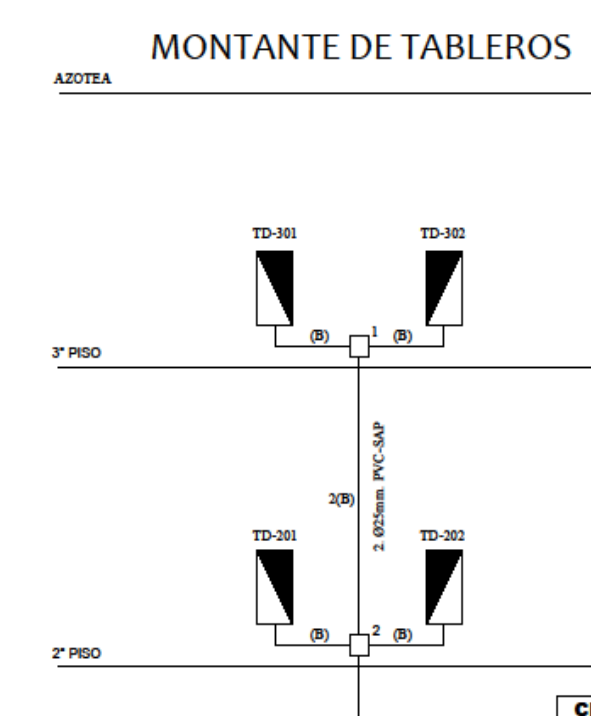 MONTANTE DE TABLEROS
AZOTEA
TD-301
TD-302
(B)
1
(B)
3° PISO
2. Ø25mm. PVC-SAP
2(B)
TD-201
TD-202
(B)
2
(B)
2° PISO